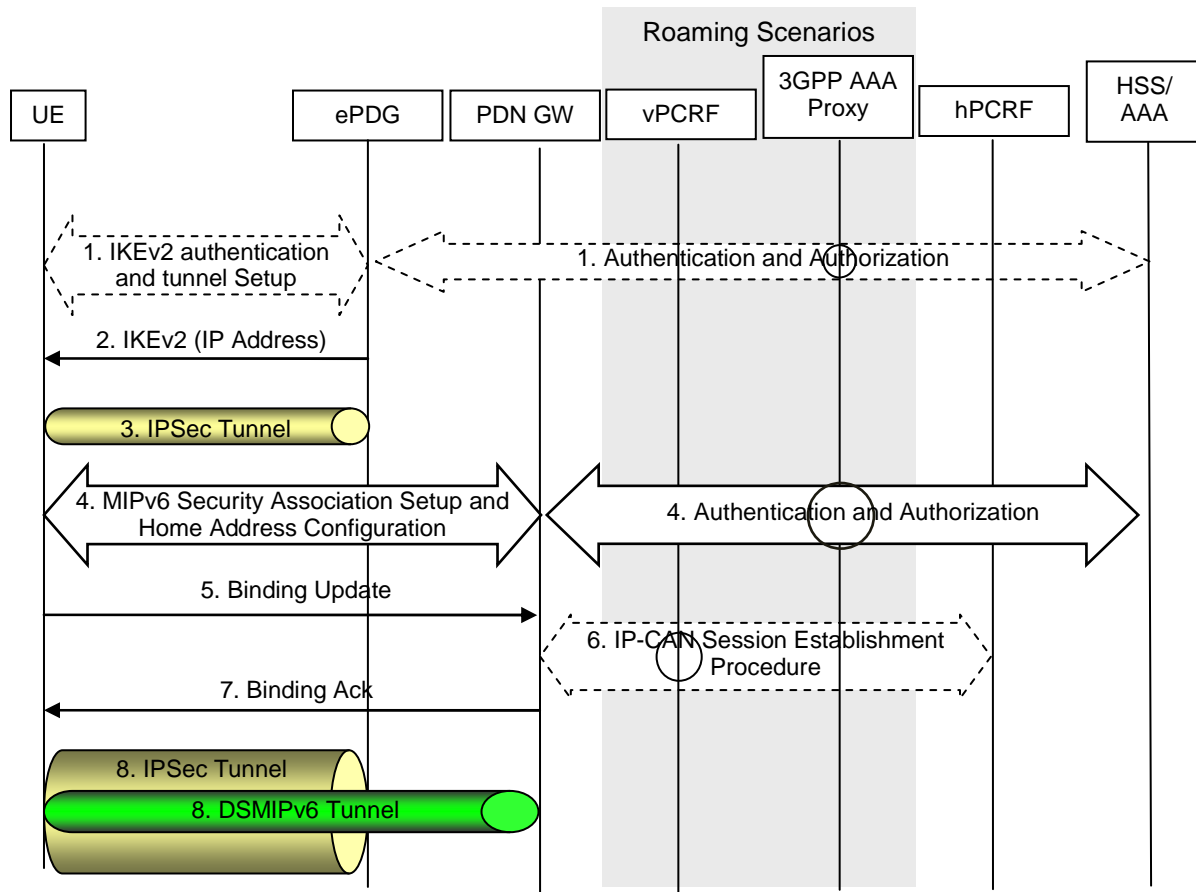 Roaming Scenarios
UE
ePDG
PDN GW
vPCRF
3GPP AAA
Proxy
hPCRF
HSS/
AAA
1. IKEv2 authentication
and tunnel Setup
1. Authentication and Authorization
2. IKEv2 (IP Address)
3. IPSec Tunnel
4. MIPv6 Security Association Setup and
Home Address Configuration
4. Authentication and Authorization
5. Binding Update
6. IP-CAN Session Establishment
Procedure
7. Binding Ack
8. IPSec Tunnel
8. DSMIPv6 Tunnel